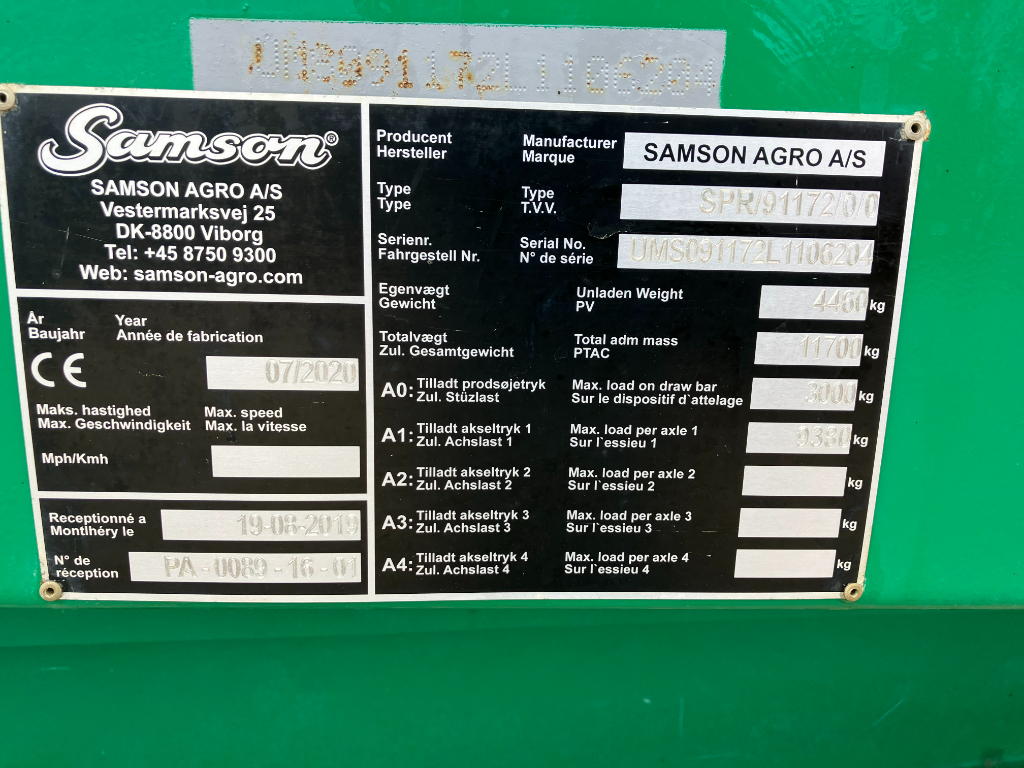 UMS091172L1106204
Samson®
SAMSON AGRO A/S
Vestermarksvej 25
DK-8800 Viborg
Tel: +45 8750 9300
Web: samson-agro.com
År
Baujahr
Year
Année de fabrication
CE
07/2020
Maks. hastighed
Max. Geschwindigkeit
Max. speed
Max. la vitesse
Mph/Kmh
Receptionné a
Montlhéry le
19-08-2019
N° de
réception
PA - 0089 - 16 - 01
Producent
Hersteller
Manufacturer
Marque
SAMSON AGRO A/S
Type
Type
Type
T.V.V.
SPR/91172/0/0
Serienr.
Fahrgestell Nr.
Serial No.
N° de série
UMS091172L1106204
Egenvægt
Gewicht
Unladen Weight
PV
4460 kg
Totalvægt
Zul. Gesamtgewicht
Total adm mass
PTAC
11700 kg
A0: Tilladt prodsøjetryk
Zul. Stüzlast
Max. load on draw bar
Sur le dispositif d`attelage
3000 kg
A1: Tilladt akseltryk 1
Zul. Achslast 1
Max. load per axle 1
Sur l`essieu 1
9330 kg
A2: Tilladt akseltryk 2
Zul. Achslast 2
Max. load per axle 2
Sur l`essieu 2
kg
A3: Tilladt akseltryk 3
Zul. Achslast 3
Max. load per axle 3
Sur l`essieu 3
kg
A4: Tilladt akseltryk 4
Zul. Achslast 4
Max. load per axle 4
Sur l`essieu 4
kg